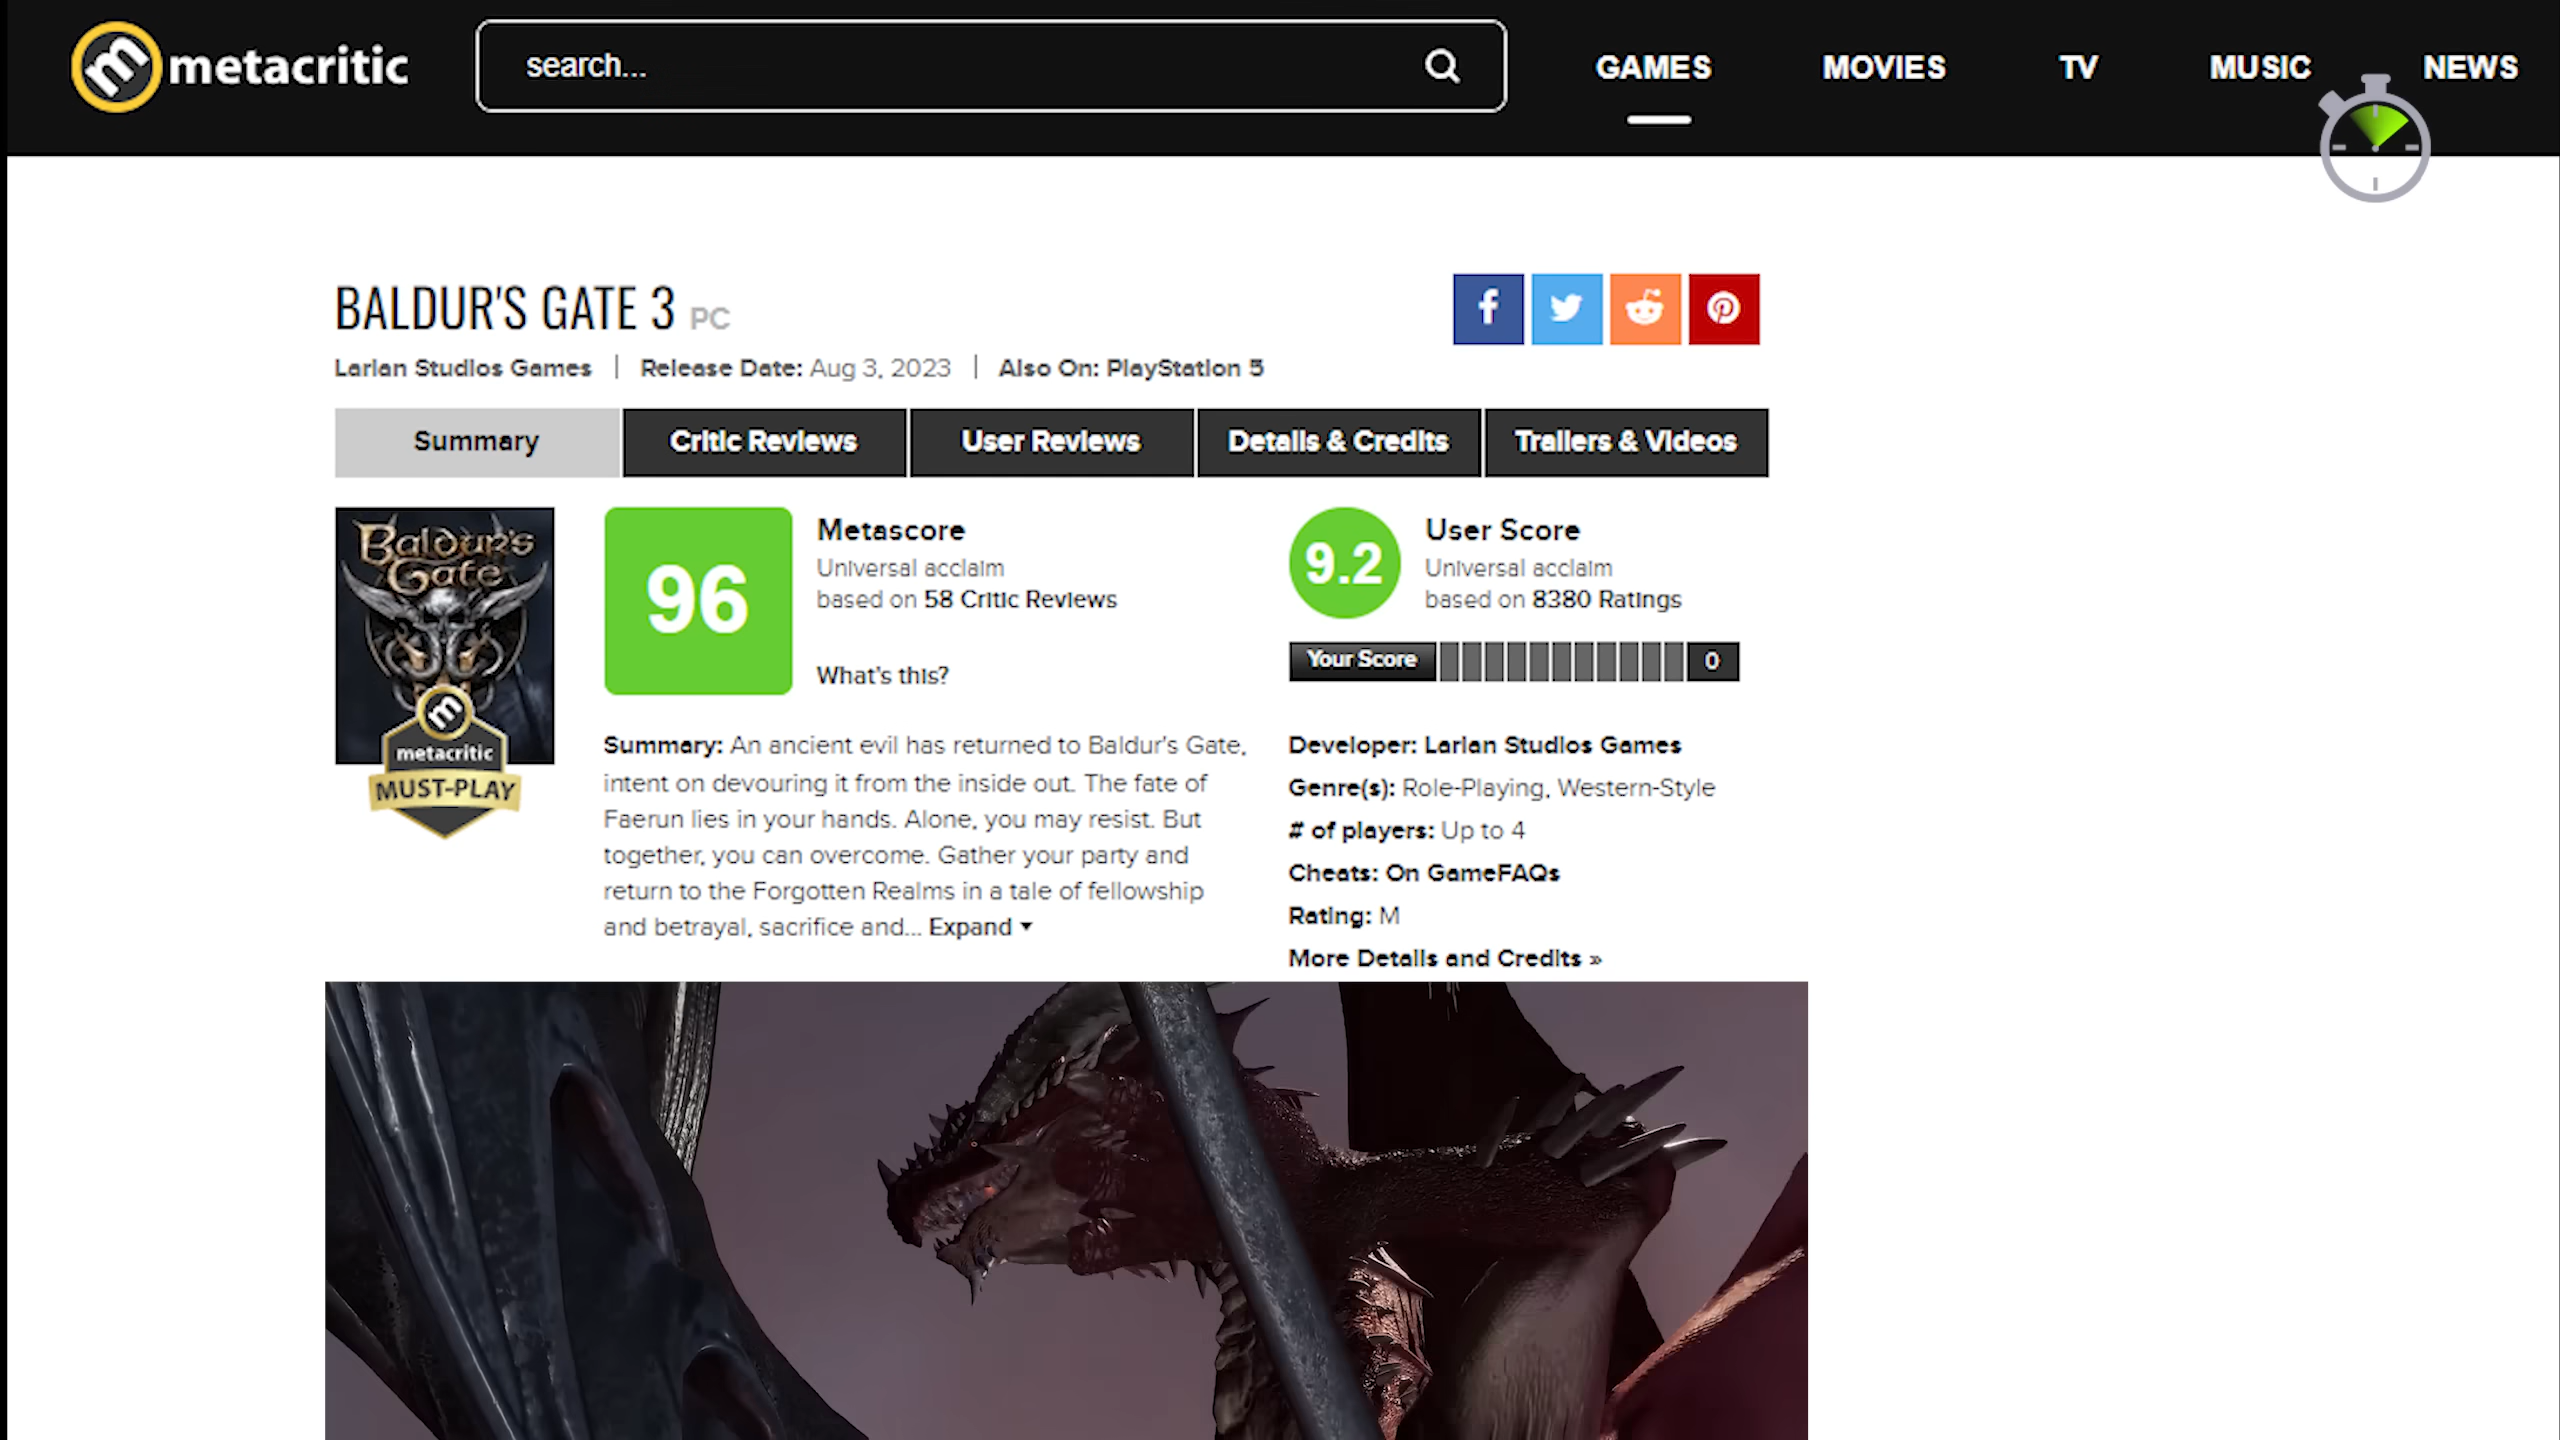 metacritic
search...
GAMES
MOVIES
TV
MUSIC
NEWS
BALDUR'S GATE 3 PC
Larian Studios Games | Release Date: Aug 3, 2023 | Also On: PlayStation 5
Summary
Critic Reviews
User Reviews
Details & Credits
Trailers & Videos
Baldur's
Gate
metacritic
MUST-PLAY
96
Metascore
Universal acclaim
based on 58 Critic Reviews
What's this?
Summary: An ancient evil has returned to Baldur's Gate,
intent on devouring it from the inside out. The fate of
Faerun lies in your hands. Alone, you may resist. But
together, you can overcome. Gather your party and
return to the Forgotten Realms in a tale of fellowship
and betrayal, sacrifice and... Expand
9.2
User Score
Universal acclaim
based on 8380 Ratings
Your Score
0
Developer: Larian Studios Games
Genre(s): Role-Playing, Western-Style
# of players: Up to 4
Cheats: On GameFAQs
Rating: M
More Details and Credits »